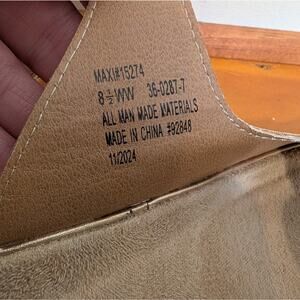 MAXI#15274
8 ½ WW 36-0287-7
ALL MAN MADE MATERIALS
MADE IN CHINA #92848
11/2024